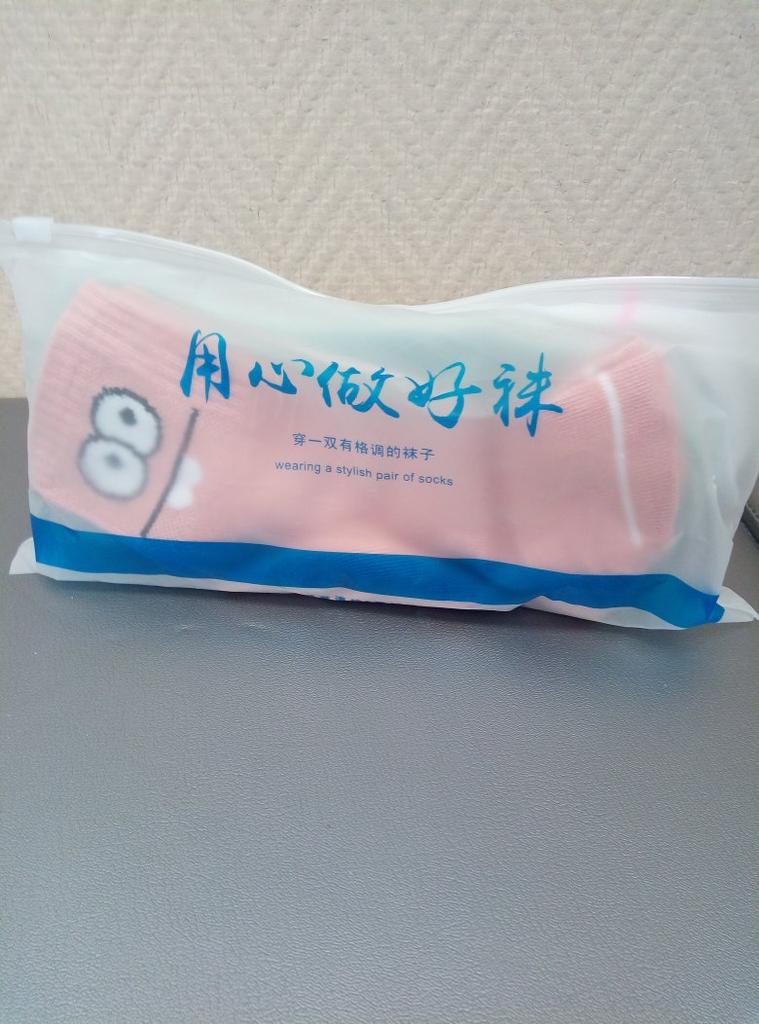 用心做好袜
穿一双有格调的袜子
wearing a stylish pair of socks